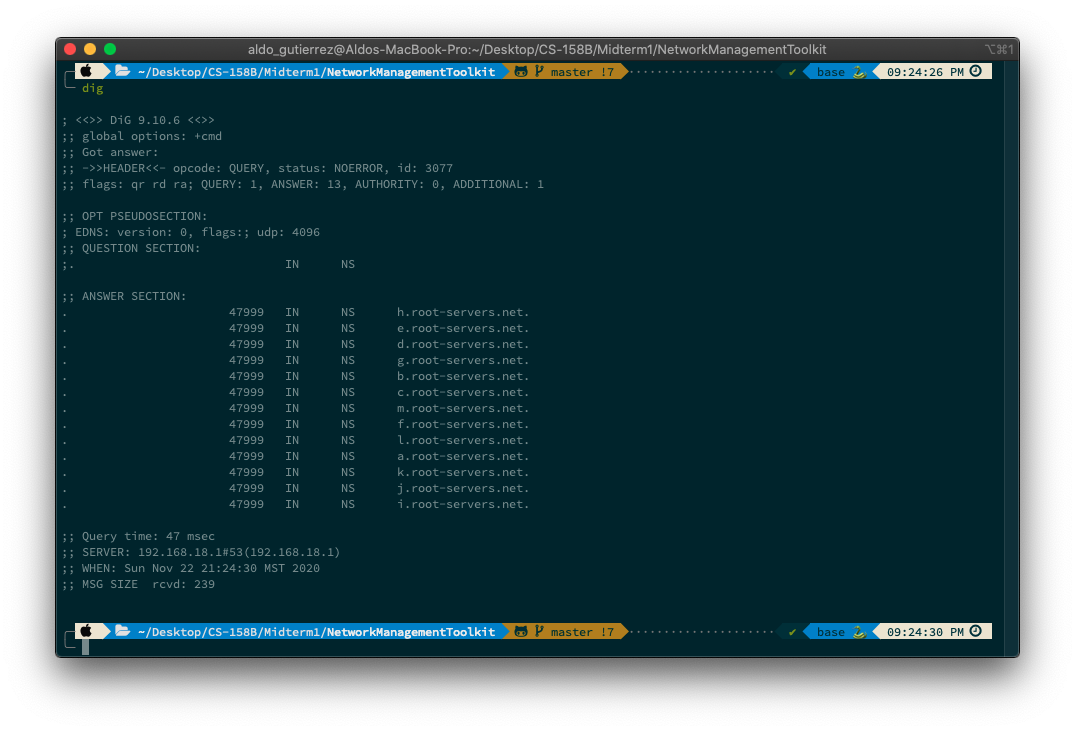 aldo_gutierrez@Aldos-MacBook-Pro:~/Desktop/CS-158B/Midterm1/NetworkManagementToolkit ⌥⌘1
~/Desktop/CS-158B/Midterm1/NetworkManagementToolkit master !7 ✔ base 09:24:26 PM
dig
; <<>> DiG 9.10.6 <<>>
;; global options: +cmd
;; Got answer:
;; ->>HEADER<<- opcode: QUERY, status: NOERROR, id: 3077
;; flags: qr rd ra; QUERY: 1, ANSWER: 13, AUTHORITY: 0, ADDITIONAL: 1
;; OPT PSEUDOSECTION:
; EDNS: version: 0, flags:; udp: 4096
;; QUESTION SECTION:
;. IN NS
;; ANSWER SECTION:
. 47999 IN NS h.root-servers.net.
. 47999 IN NS e.root-servers.net.
. 47999 IN NS d.root-servers.net.
. 47999 IN NS g.root-servers.net.
. 47999 IN NS b.root-servers.net.
. 47999 IN NS c.root-servers.net.
. 47999 IN NS m.root-servers.net.
. 47999 IN NS f.root-servers.net.
. 47999 IN NS l.root-servers.net.
. 47999 IN NS a.root-servers.net.
. 47999 IN NS k.root-servers.net.
. 47999 IN NS j.root-servers.net.
. 47999 IN NS i.root-servers.net.
;; Query time: 47 msec
;; SERVER: 192.168.18.1#53(192.168.18.1)
;; WHEN: Sun Nov 22 21:24:30 MST 2020
;; MSG SIZE  rcvd: 239
~/Desktop/CS-158B/Midterm1/NetworkManagementToolkit master !7 ✔ base 09:24:30 PM